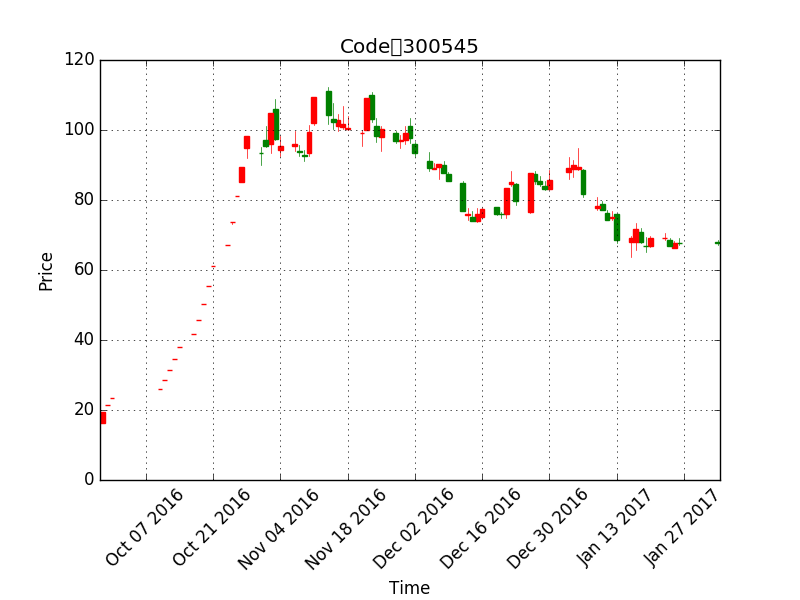 Code▯300545
120
100
80
60
40
20
0
Price
Oct 07 2016
Oct 21 2016
Nov 04 2016
Nov 18 2016
Dec 02 2016
Dec 16 2016
Dec 30 2016
Jan 13 2017
Jan 27 2017
Time